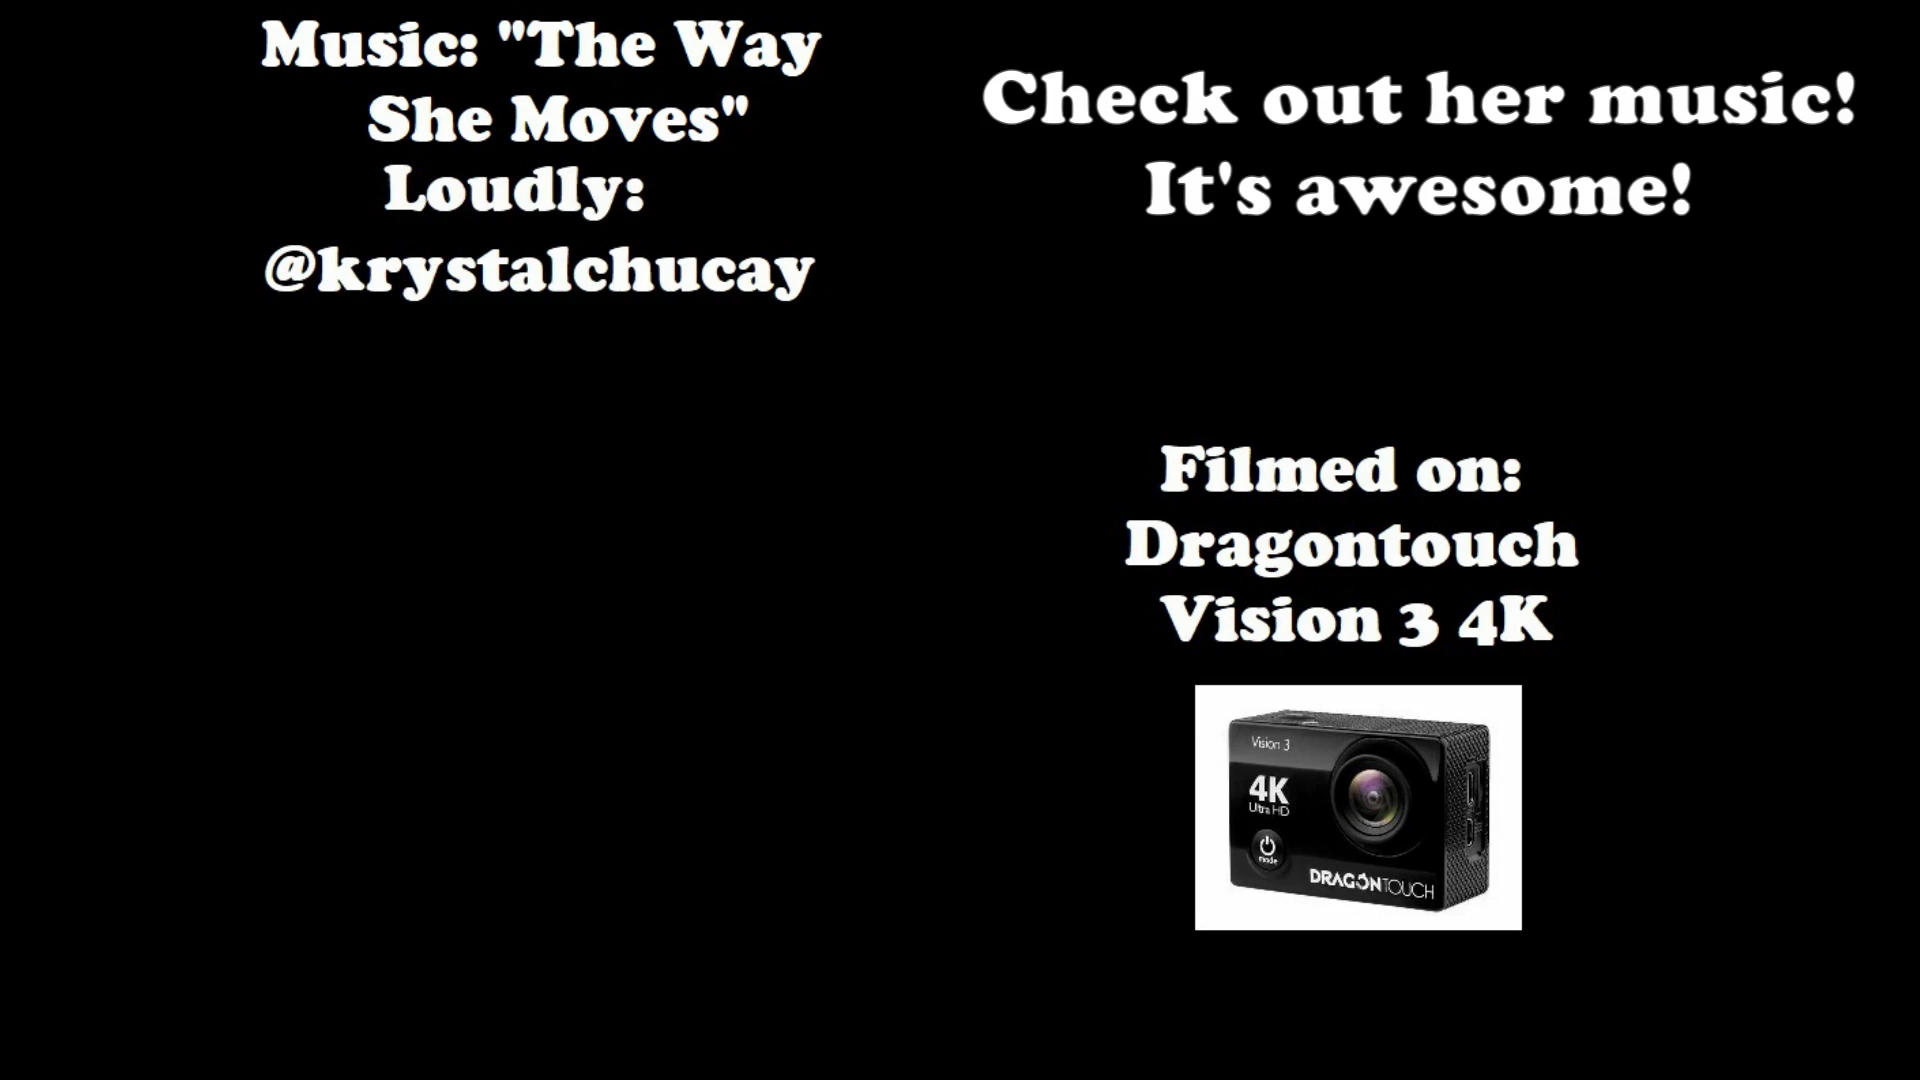 Music: "The Way
She Moves"
Loudly:
@krystalchucay
Check out her music!
It's awesome!
Filmed on:
Dragontouch
Vision 3 4K
Vision 3
4K
Ultra HD
mode
DRAGONTOUCH